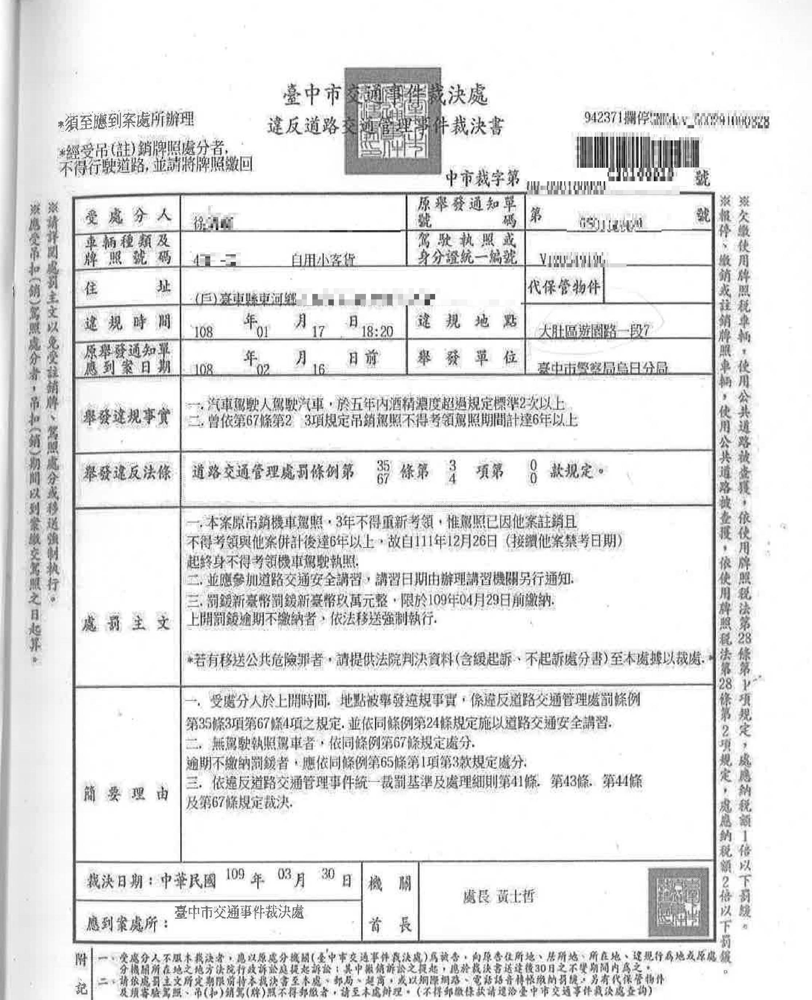 臺中市交通事件裁決處
違反道路交通管理事件裁決書
*須至應到案處所辦理
*經受吊(註)銷牌照處分者,
不得行駛道路,並請將牌照繳回
942371攔停
中市裁字第 號
受處分人 徐
原舉發通知單號碼 第 號
車輛種類及牌照號碼 4 自用小客貨
駕駛執照或身分證統一編號 V
住址 (戶)臺東縣東河鄉
代保管物件
違規時間 108年01月17日18:20
違規地點 大肚區遊園路一段7
原舉發通知單應到案日期 108年02月16日前
舉發單位 臺中市警察局烏日分局
舉發違規事實
一.汽車駕駛人駕駛汽車,於五年內酒精濃度超過規定標準2次以上
二.曾依第67條第2 3項規定吊銷駕照不得考領駕照期間計達6年以上
舉發違反法條
道路交通管理處罰條例第 35 條第 3 項第 0 款規定。
67 4 0
處罰主文
一.本案原吊銷機車駕照,3年不得重新考領,惟駕照已因他案註銷且
不得考領與他案併計後達6年以上,故自111年12月26日(接續他案禁考日期)
起終身不得考領機車駕駛執照.
二.並應參加道路交通安全講習,講習日期由辦理講習機關另行通知.
三.罰鍰新臺幣罰鍰新臺幣玖萬元整,限於109年04月29日前繳納.
上開罰鍰逾期不繳納者,依法移送強制執行.
*若有移送公共危險罪者,請提供法院判決資料(含緩起訴、不起訴處分書)至本處據以裁處.*
簡要理由
一. 受處分人於上開時間. 地點被舉發違規事實,係違反道路交通管理處罰條例
第35條3項第67條4項之規定.並依同條例第24條規定施以道路交通安全講習.
二. 無駕駛執照駕車者,依同條例第67條規定處分.
逾期不繳納罰鍰者,應依同條例第65條第1項第3款規定處分.
三. 依違反道路交通管理事件統一裁罰基準及處理細則第41條. 第43條. 第44條
及第67條規定裁決.
裁決日期:中華民國 109 年 03 月 30 日
應到案處所: 臺中市交通事件裁決處
機關首長 處長 黃士哲
※欠繳使用牌照稅車輛,使用公共道路被查獲,依使用牌照稅法第28條第1項規定,處應納稅額1倍以下罰鍰。
※報停、繳銷或註銷牌照車輛,使用公共道路被查獲,依使用牌照稅法第28條第2項規定,處應納稅額2倍以下罰鍰。
※請詳閱處罰主文以免受註銷牌、駕照處分或移送強制執行。
※應受吊扣(銷)駕照處分者,吊扣(銷)期間以到案繳交駕照之日起算。
附記
一、受處分人不服本裁決者,應以原處分機關(臺中市交通事件裁決處)為被告,向原告住所地、居所地、所在地、違規行為地或原處
分機關所在地之地方法院行政訴訟庭提起訴訟;其中撤銷訴訟之提起,應於裁決書送達後30日之不變期間內為之。
二、請依處罰主文所定期限前持本裁決書至本處、郵局、超商,或以網際網路、電話語音轉帳繳納罰鍰。另有代保管物件
及須審驗駕照、吊(扣)銷駕(牌)照不得郵繳者,請至本處辦理。(不得郵繳條款請逕洽臺中市交通事件裁決處查詢)